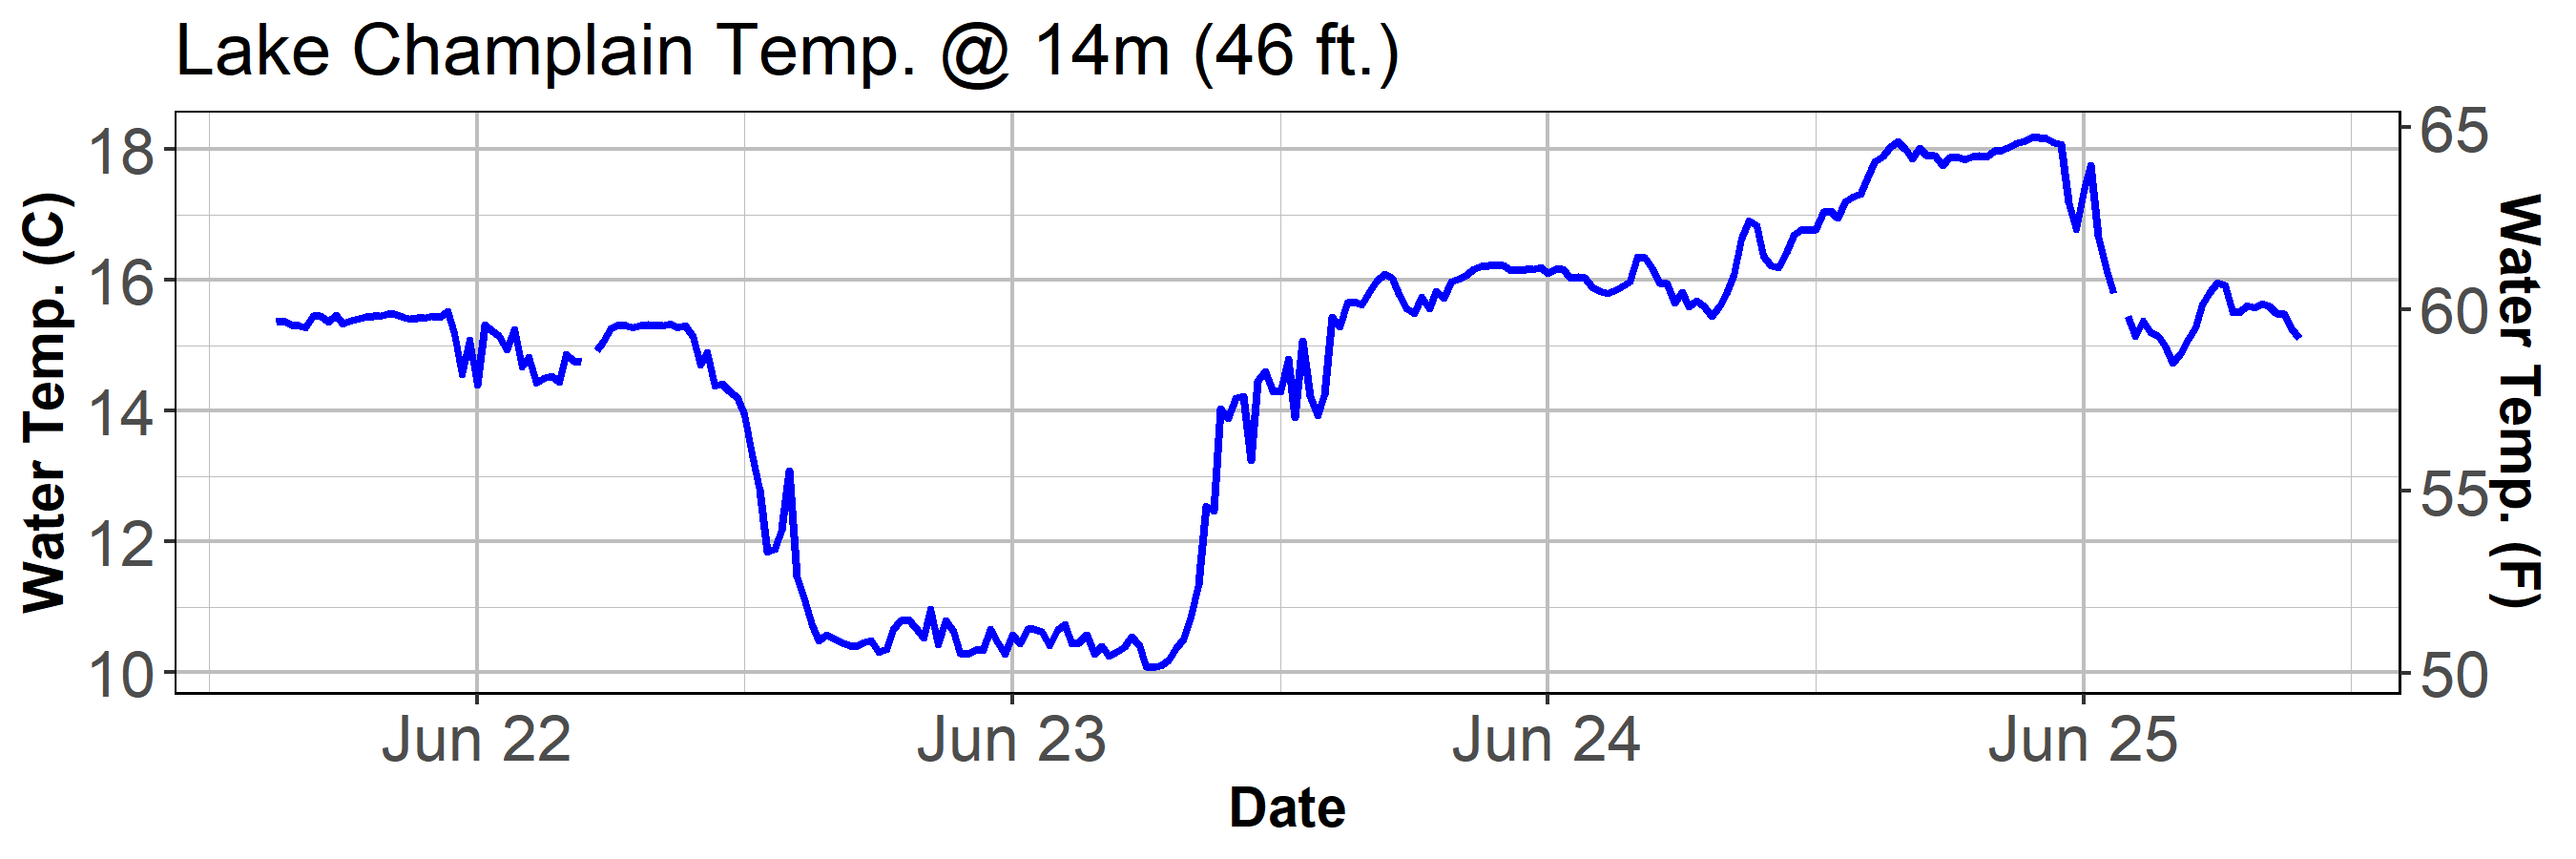 Lake Champlain Temp. @ 14m (46 ft.)
Water Temp. (C)
18
16
14
12
10
65
60
55
50
Water Temp. (F)
Jun 22 Jun 23 Jun 24 Jun 25
Date